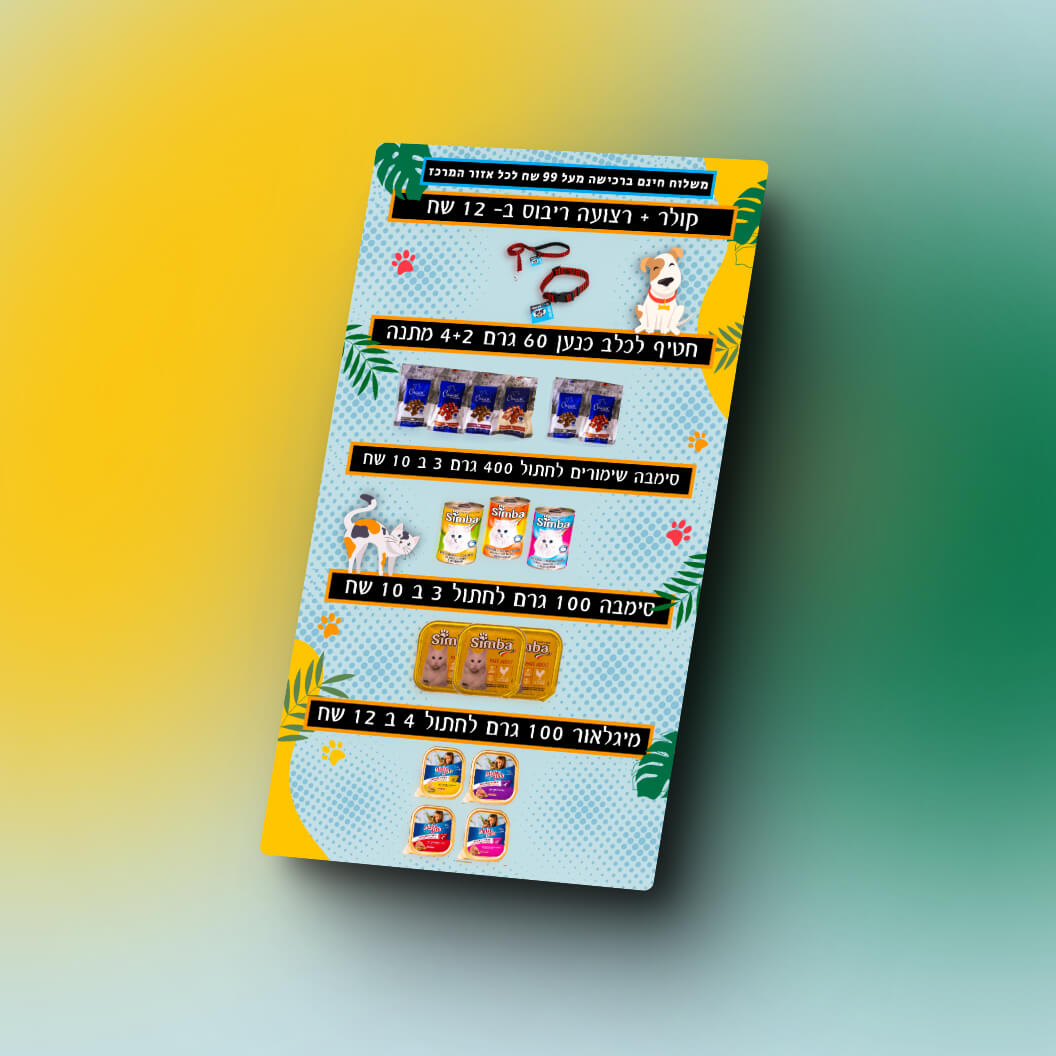 משלוח חינם ברכישה מעל 99 שח לכל אזור המרכז
קולר + רצועה ריבוס ב- 12 שח
חטיף לכלב כנען 60 גרם 4+2 מתנה
סימבה שימורים לחתול 400 גרם 3 ב 10 שח
Simba
Simba
Simba
סימבה 100 גרם לחתול 3 ב 10 שח
Simba
מיגלאור 100 גרם לחתול 4 ב 12 שח